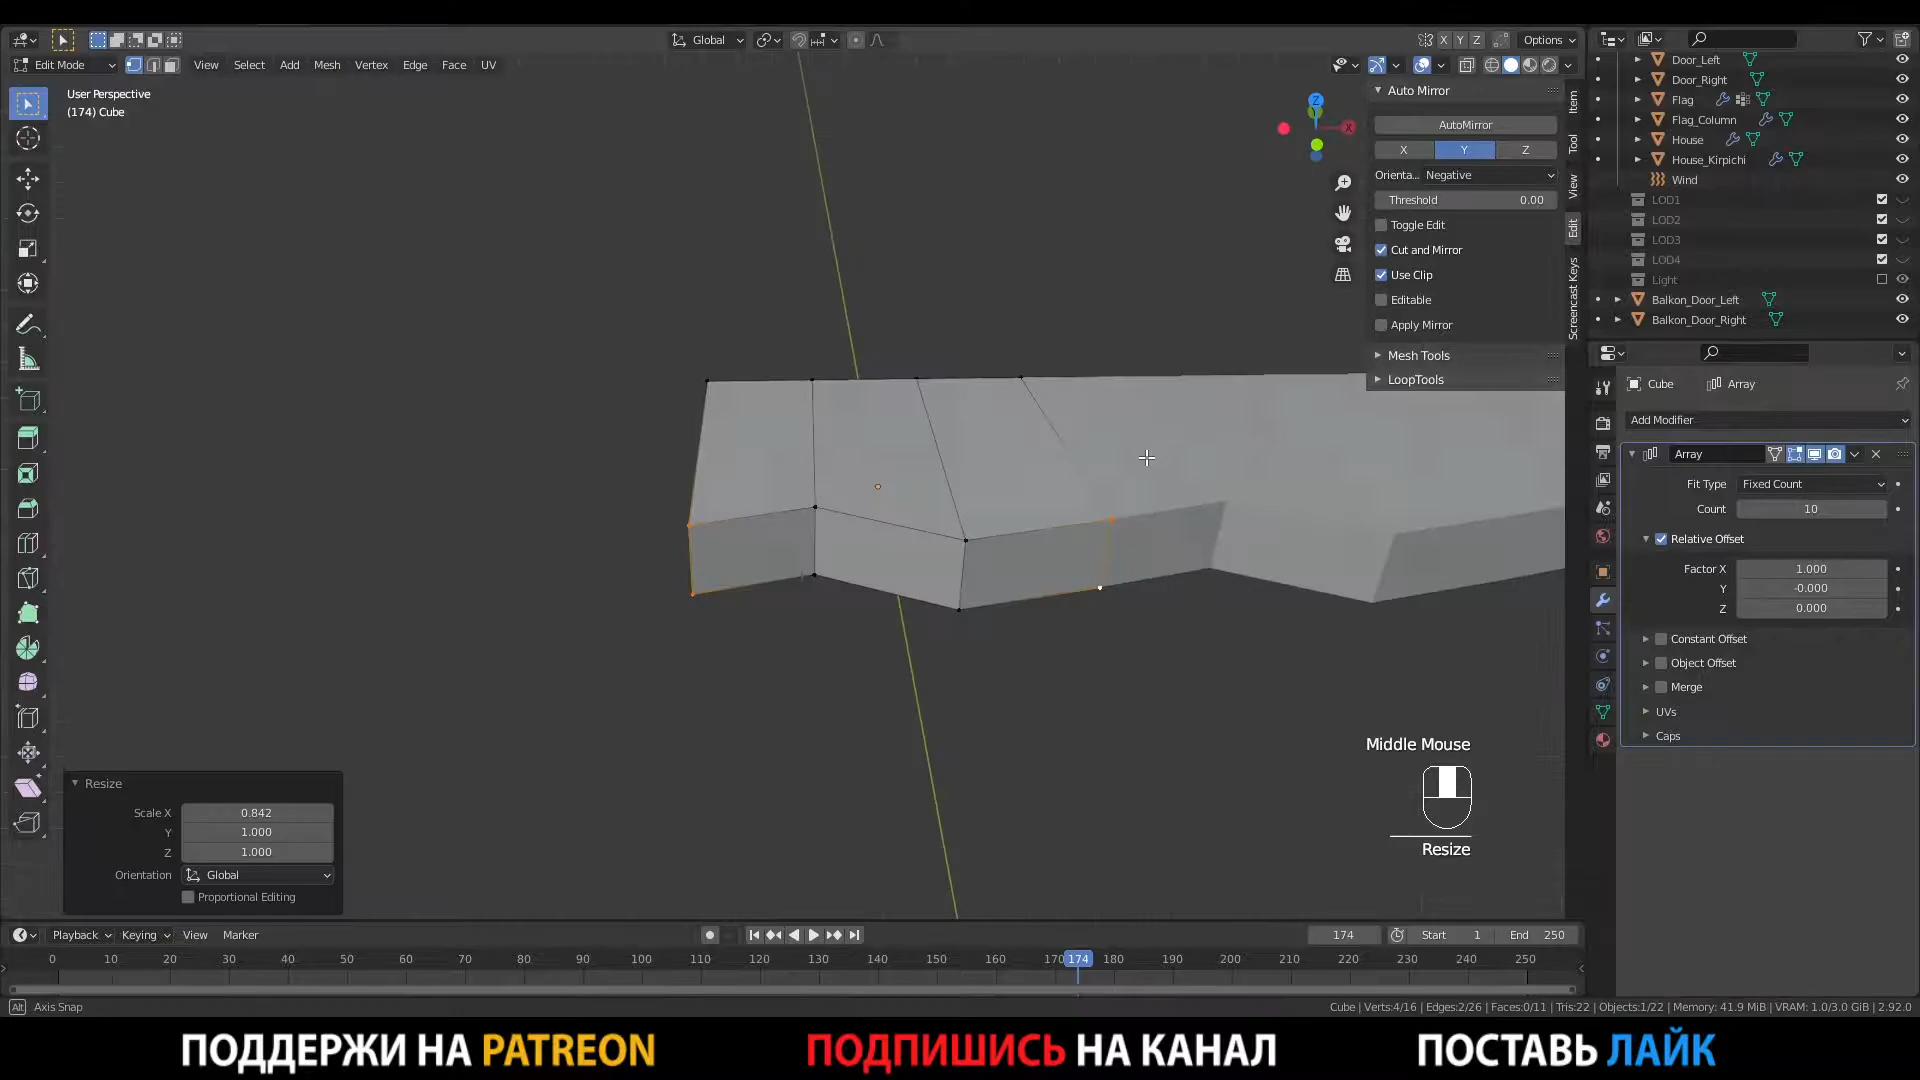 Global
X Y Z
Options
Edit Mode
View Select Add Mesh Vertex Edge Face UV
User Perspective
(174) Cube
Z
X
Auto Mirror
AutoMirror
X Y Z
Orienta... Negative
Threshold 0.00
Toggle Edit
Cut and Mirror
Use Clip
Editable
Apply Mirror
Mesh Tools
LoopTools
Item
Tool
View
Edit
Screencast Keys
Door_Left
Door_Right
Flag
Flag_Column
House
House_Kirpichi
Wind
LOD1
LOD2
LOD3
LOD4
Light
Balkon_Door_Left
Balkon_Door_Right
Cube Array
Add Modifier
Array
Fit Type Fixed Count
Count 10
Relative Offset
Factor X 1.000
Y -0.000
Z 0.000
Constant Offset
Object Offset
Merge
UVs
Caps
Middle Mouse
Resize
Resize
Scale X 0.842
Y 1.000
Z 1.000
Orientation Global
Proportional Editing
Playback Keying View Marker
174 Start 1 End 250
0 10 20 30 40 50 60 70 80 90 100 110 120 130 140 150 160 170 174 180 190 200 210 220 230 240 250
Alt Axis Snap
Cube | Verts:4/16 | Edges:2/26 | Faces:0/11 | Tris:22 | Objects:1/22 | Memory: 41.9 MiB | VRAM: 1.0/3.0 GiB | 2.92.0
ПОДДЕРЖИ НА PATREON ПОДПИШИСЬ НА КАНАЛ ПОСТАВЬ ЛАЙК